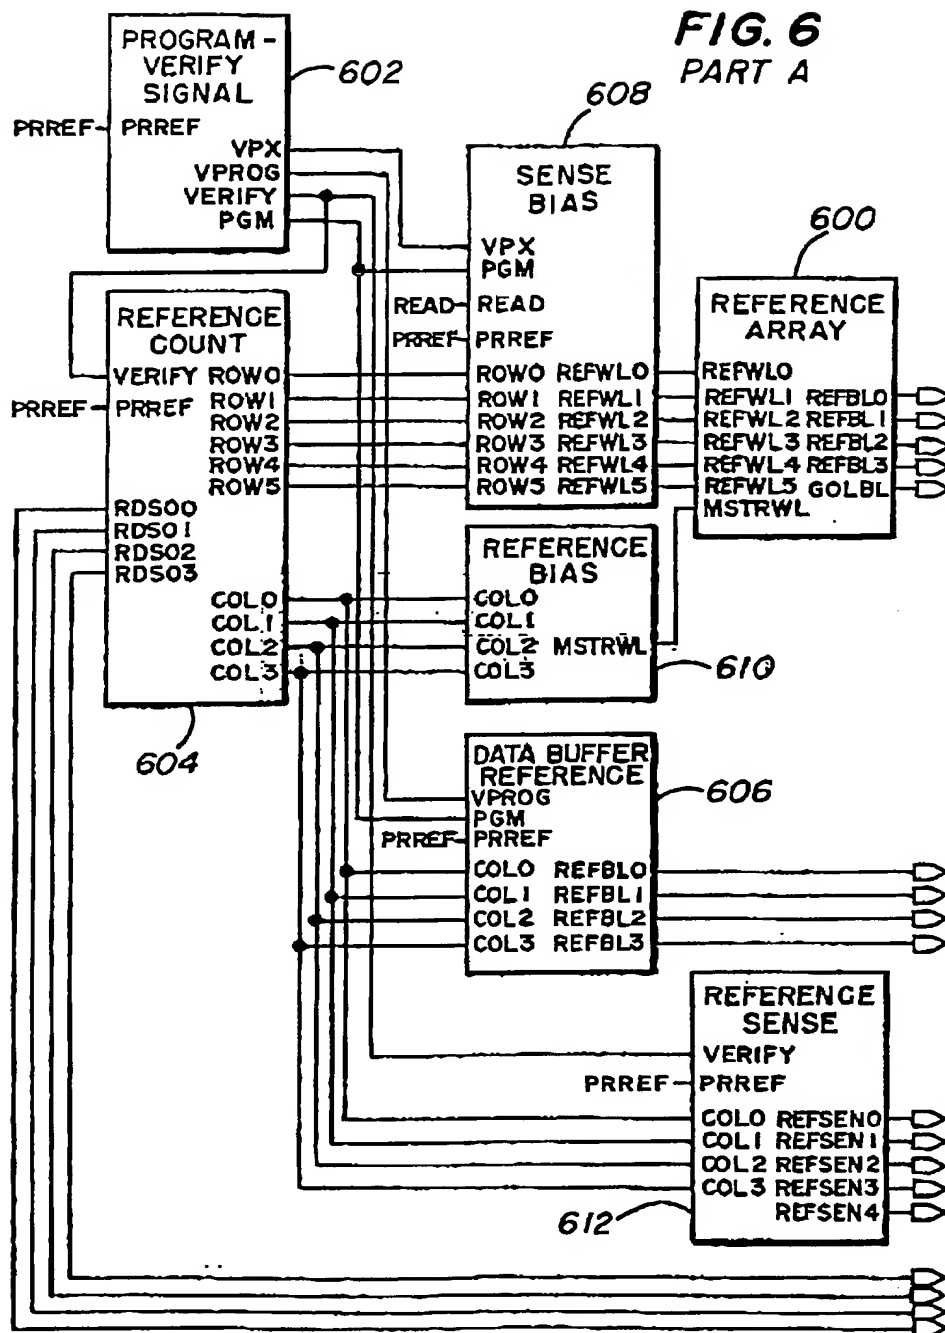 FIG. 6
PART A
PROGRAM-
VERIFY
SIGNAL
602
PRREF PRREF
VPX
VPROG
VERIFY
PGM
608
SENSE
BIAS
VPX
PGM
READ READ
PRREF PRREF
ROW0 REFWL0
ROW1 REFWL1
ROW2 REFWL2
ROW3 REFWL3
ROW4 REFWL4
ROW5 REFWL5
600
REFERENCE
ARRAY
REFWL0
REFWL1 REFBL0
REFWL2 REFBL1
REFWL3 REFBL2
REFWL4 REFBL3
REFWL5 GOLBL
MSTRWL
REFERENCE
COUNT
VERIFY ROW0
PRREF PRREF ROW1
ROW2
ROW3
ROW4
ROW5
RDSO0
RDSO1
RDSO2
RDSO3
COL0
COL1
COL2
COL3
604
REFERENCE
BIAS
COL0
COL1
COL2 MSTRWL
COL3
610
DATA BUFFER
REFERENCE
VPROG
606
PGM
PRREF PRREF
COL0 REFBL0
COL1 REFBL1
COL2 REFBL2
COL3 REFBL3
REFERENCE
SENSE
VERIFY
PRREF PRREF
COL0 REFSEN0
COL1 REFSEN1
COL2 REFSEN2
COL3 REFSEN3
REFSEN4
612